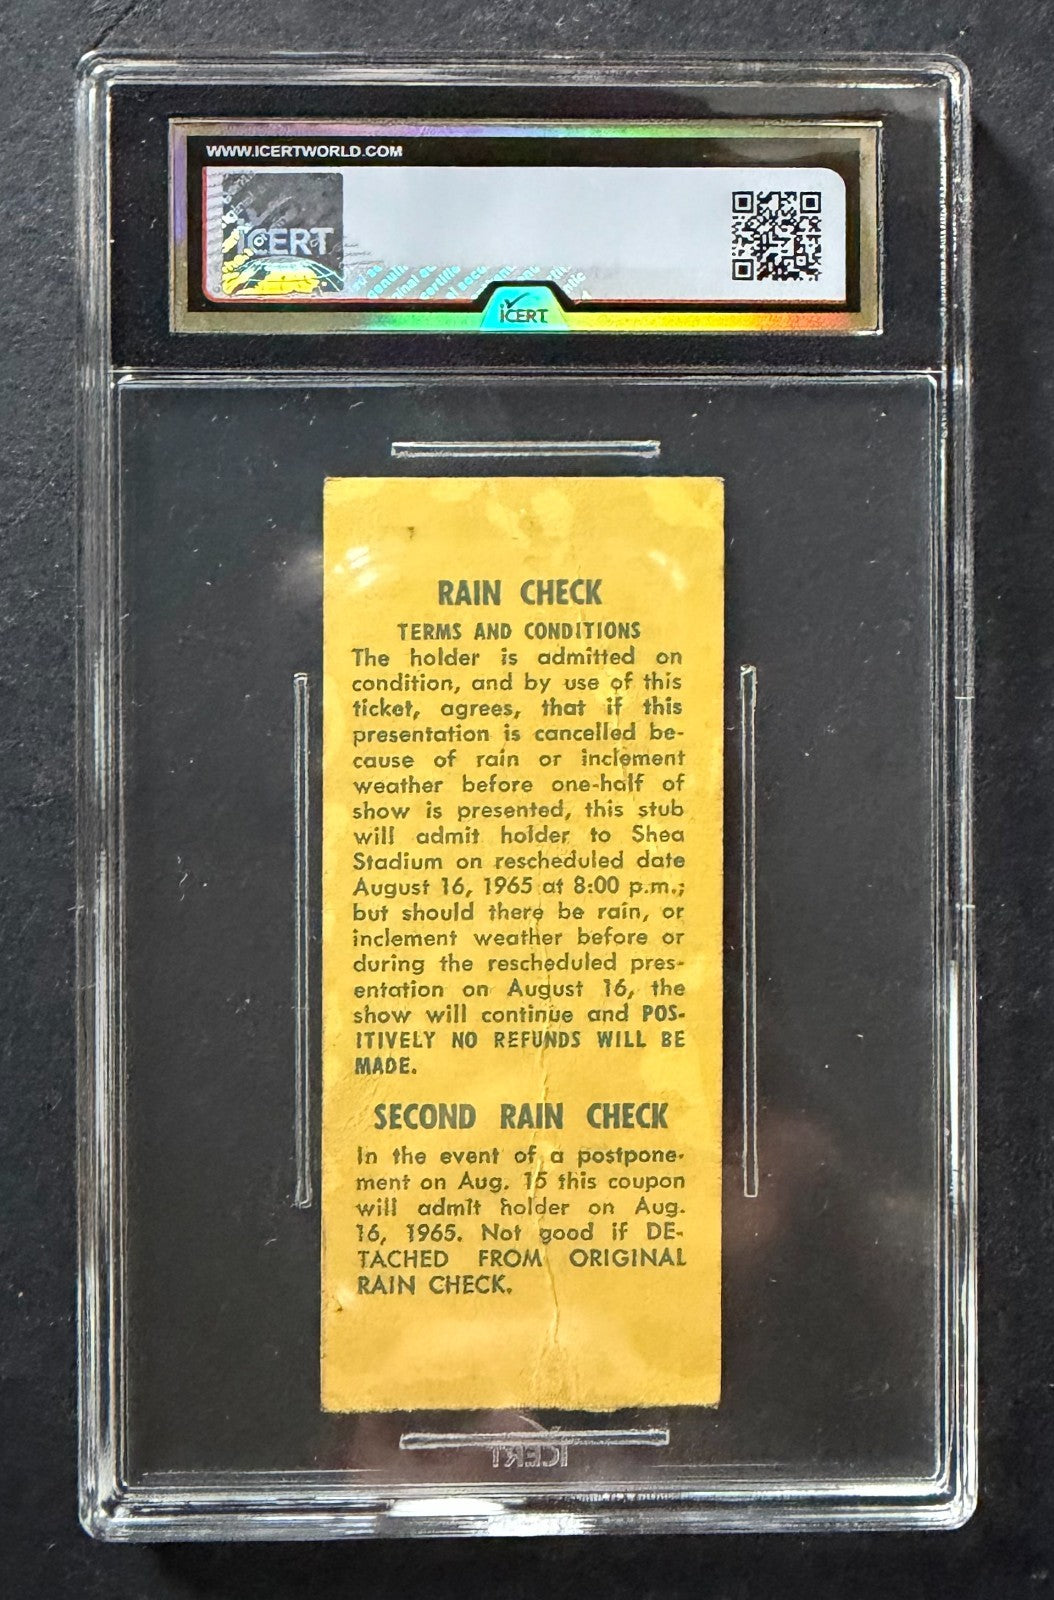 WWW.ICERTWORLD.COM
iCERT
iCERT
RAIN CHECK
TERMS AND CONDITIONS
The holder is admitted on
condition, and by use of this
ticket, agrees, that if this
presentation is cancelled be-
cause of rain or inclement
weather before one-half of
show is presented, this stub
will admit holder to Shea
Stadium on rescheduled date
August 16, 1965 at 8:00 p.m.;
but should there be rain, or
inclement weather before or
during the rescheduled pres-
entation on August 16, the
show will continue and POS-
ITIVELY NO REFUNDS WILL BE
MADE.
SECOND RAIN CHECK
In the event of a postpone-
ment on Aug. 15 this coupon
will admit holder on Aug.
16, 1965. Not good if DE-
TACHED FROM ORIGINAL
RAIN CHECK.
ICERT